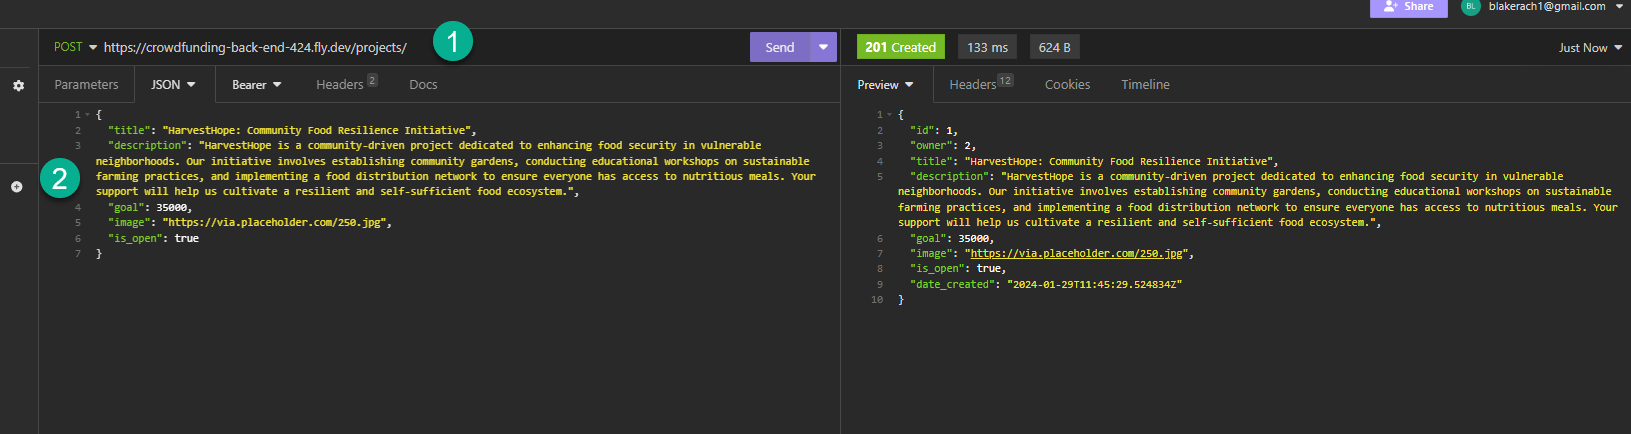 Share
BL
blakerach1@gmail.com
POST
https://crowdfunding-back-end-424.fly.dev/projects/
1
Send
201 Created
133 ms
624 B
Just Now
Parameters
JSON
Bearer
Headers 2
Docs
Preview
Headers 12
Cookies
Timeline
2
1 {
2 "title": "HarvestHope: Community Food Resilience Initiative",
3 "description": "HarvestHope is a community-driven project dedicated to enhancing food security in vulnerable
neighborhoods. Our initiative involves establishing community gardens, conducting educational workshops on sustainable
farming practices, and implementing a food distribution network to ensure everyone has access to nutritious meals. Your
support will help us cultivate a resilient and self-sufficient food ecosystem.",
4 "goal": 35000,
5 "image": "https://via.placeholder.com/250.jpg",
6 "is_open": true
7 }
1 {
2 "id": 1,
3 "owner": 2,
4 "title": "HarvestHope: Community Food Resilience Initiative",
5 "description": "HarvestHope is a community-driven project dedicated to enhancing food security in vulnerable
neighborhoods. Our initiative involves establishing community gardens, conducting educational workshops on sustainable
farming practices, and implementing a food distribution network to ensure everyone has access to nutritious meals. Your
support will help us cultivate a resilient and self-sufficient food ecosystem.",
6 "goal": 35000,
7 "image": "https://via.placeholder.com/250.jpg",
8 "is_open": true,
9 "date_created": "2024-01-29T11:45:29.524834Z"
10 }